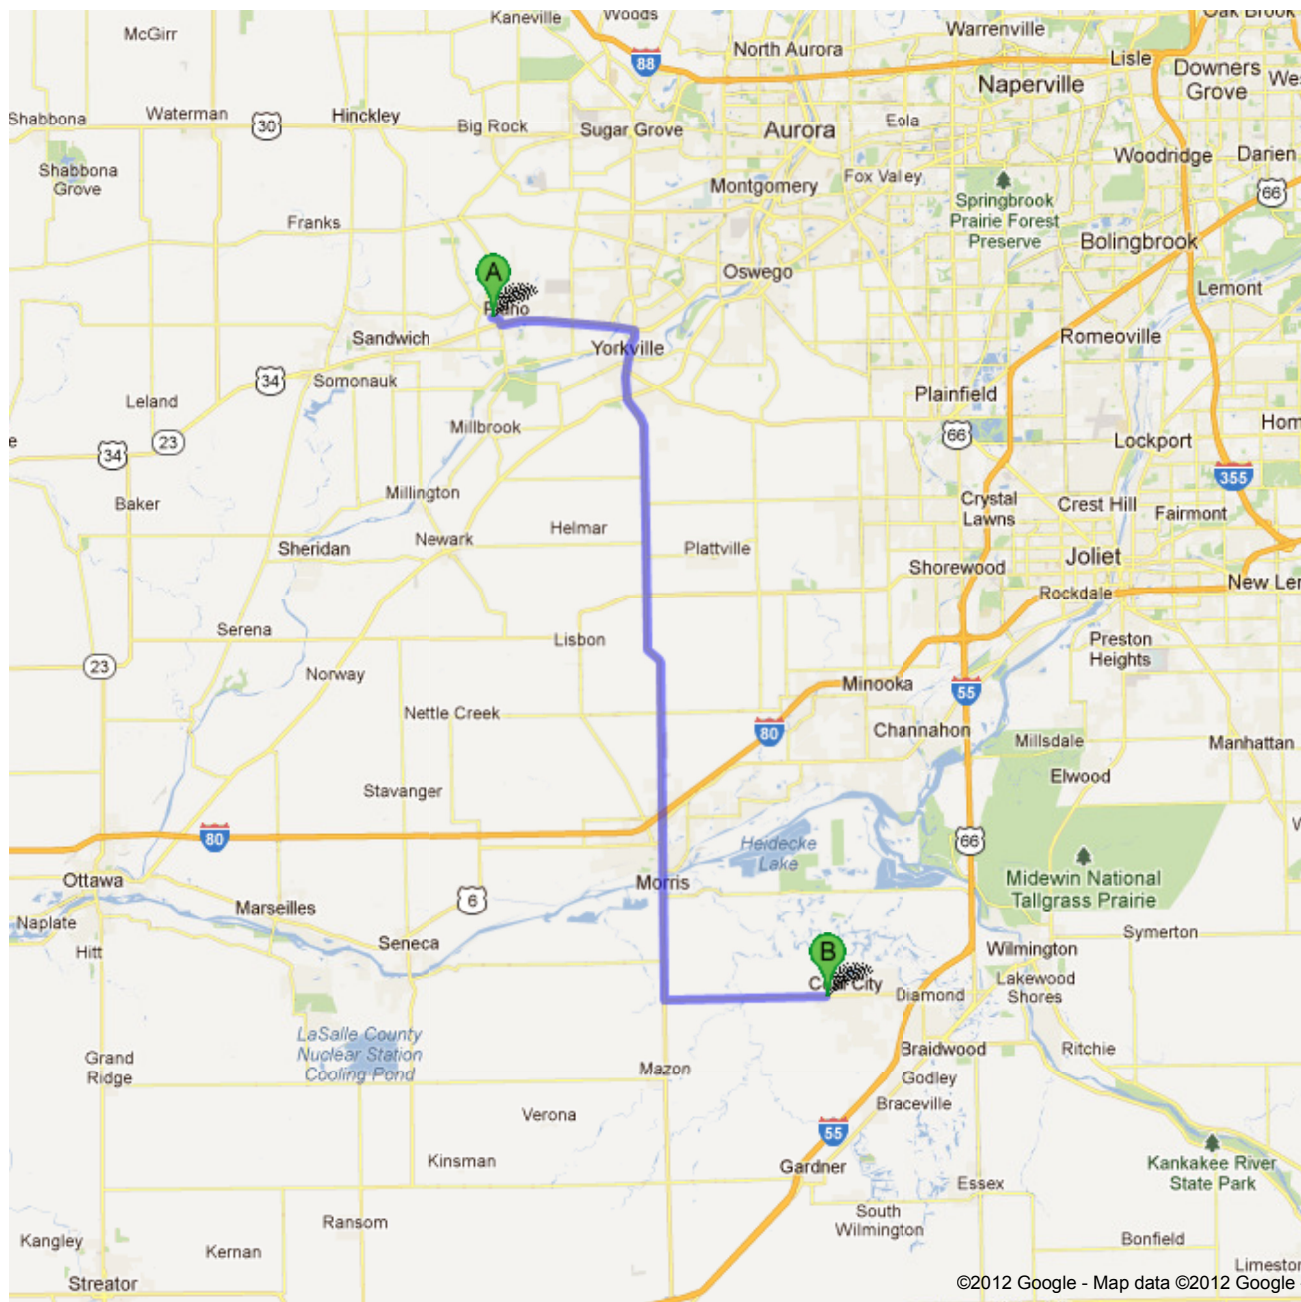 Kaneville
Woods
Oak Brook
McGirr
Warrenville
North Aurora
Lisle
88
Downers
Grove
Naperville
Shabbona
Waterman
Hinckley
30
Big Rock
Sugar Grove
Aurora
Eola
Woodridge
Darien
Shabbona
Grove
Montgomery
Fox Valley
Springbrook
Prairie Forest
Preserve
66
Franks
Bolingbrook
A
Oswego
Lemont
Sandwich
Yorkville
Romeoville
34
Somonauk
Leland
Plainfield
Millbrook
23
34
66
Lockport
355
Baker
Millington
Crystal
Lawns
Crest Hill
Fairmont
Sheridan
Newark
Helmar
Plattville
Joliet
Shorewood
Rockdale
Serena
Lisbon
Preston
Heights
23
Norway
Minooka
55
Nettle Creek
80
Channahon
Millsdale
Manhattan
Elwood
Stavanger
80
Heidecke
Lake
66
Ottawa
Morris
Midewin National
Tallgrass Prairie
Marseilles
6
Naplate
Hitt
Seneca
Symerton
Wilmington
B
City
Diamond
Lakewood
Shores
LaSalle County
Nuclear Station
Cooling Pond
Grand
Ridge
Mazon
Braidwood
Ritchie
Godley
Braceville
Verona
55
Kinsman
Gardner
Kankakee River
State Park
Essex
Ransom
South
Wilmington
Kangley
Kernan
Bonfield
Streator
©2012 Google - Map data ©2012 Google -